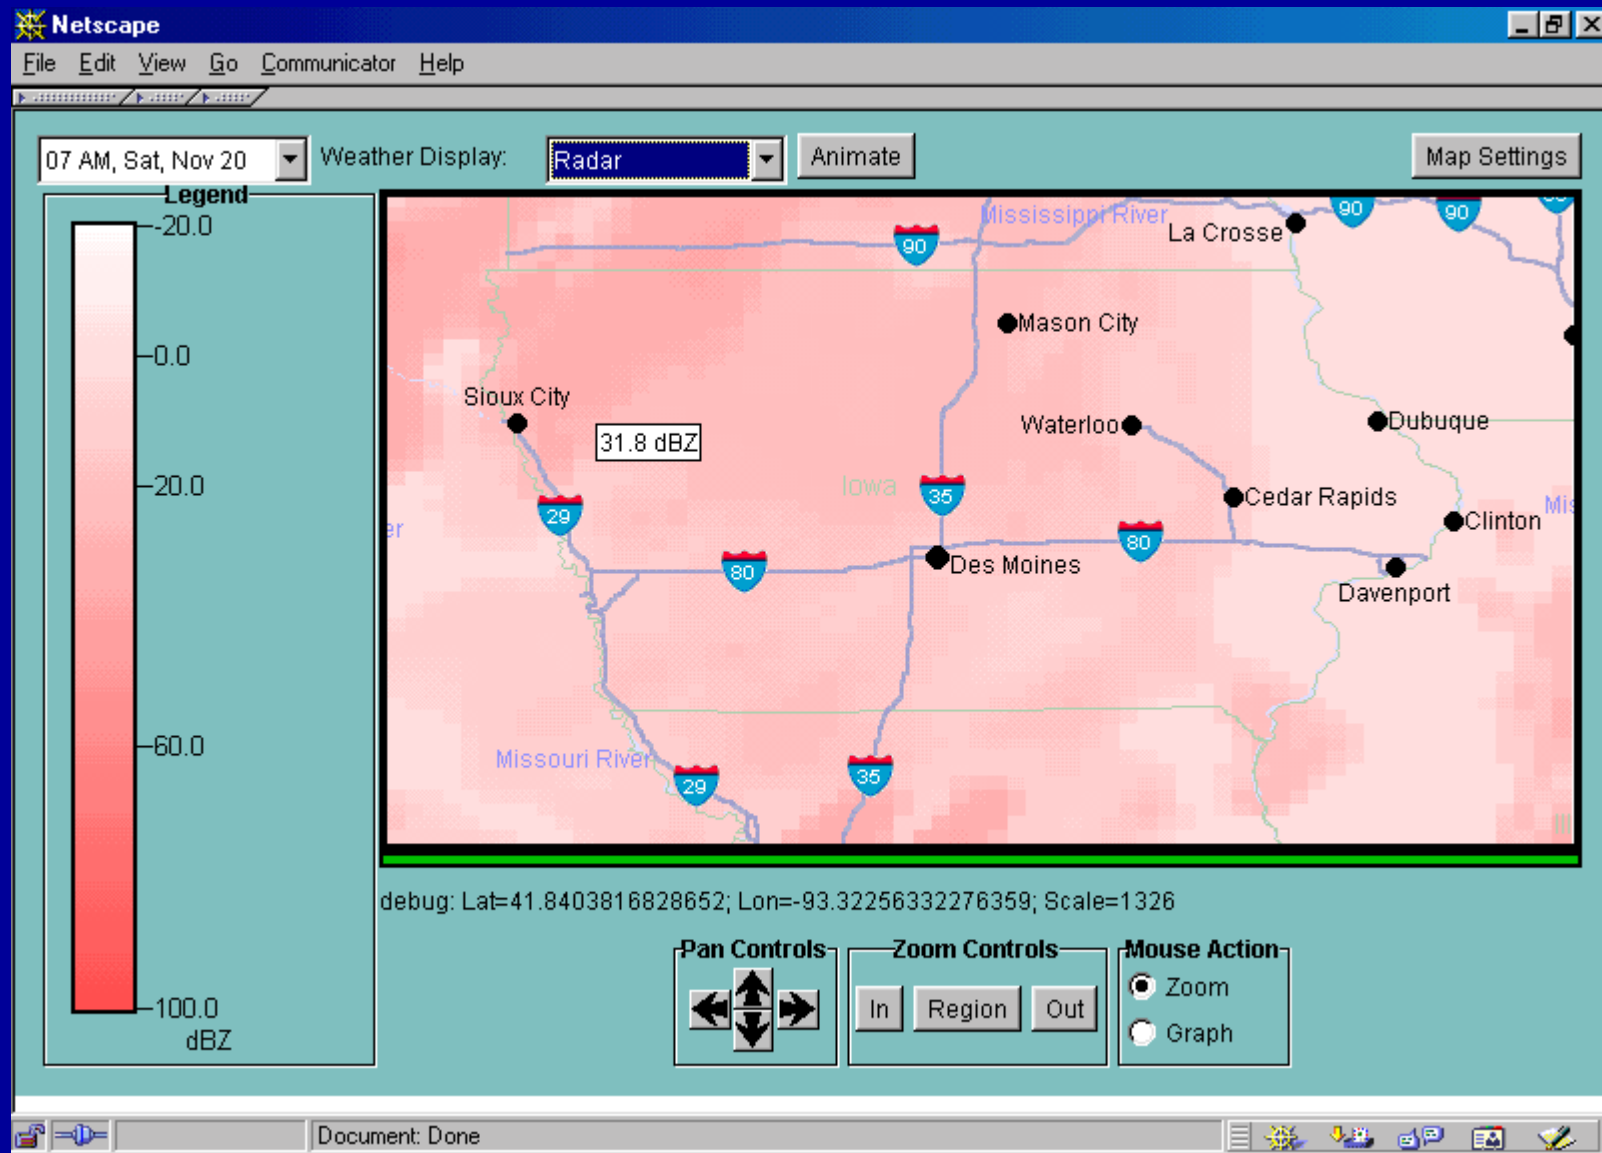 Netscape
File Edit View Go Communicator Help
07 AM, Sat, Nov 20
Weather Display:
Radar
Animate
Map Settings
Legend
-20.0
0.0
20.0
60.0
100.0
dBZ
Mississippi River
90
90
90
La Crosse
Mason City
Sioux City
31.8 dBZ
Waterloo
Dubuque
Iowa
35
29
Cedar Rapids
Clinton
Mis
er
80
80
Des Moines
Davenport
Missouri River
29
35
Ill
debug: Lat=41.8403816828652; Lon=-93.32256332276359; Scale=1326
Pan Controls
Zoom Controls
In
Region
Out
Mouse Action
Zoom
Graph
Document: Done